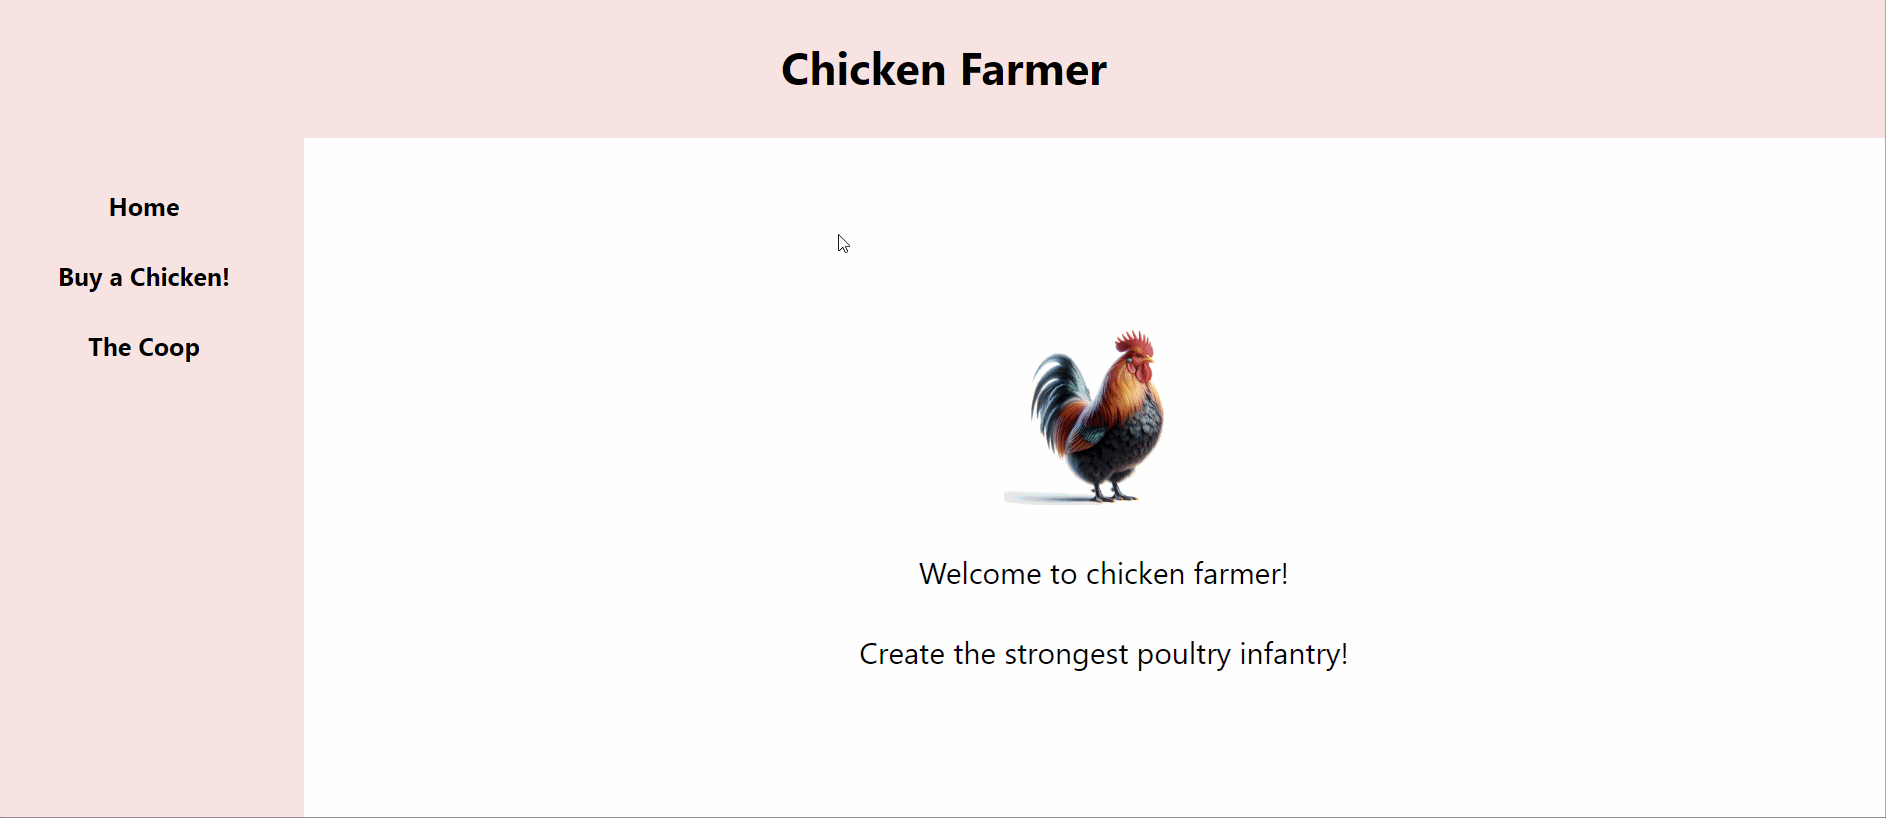 Chicken Farmer
Home
Buy a Chicken!
The Coop
Welcome to chicken farmer!
Create the strongest poultry infantry!